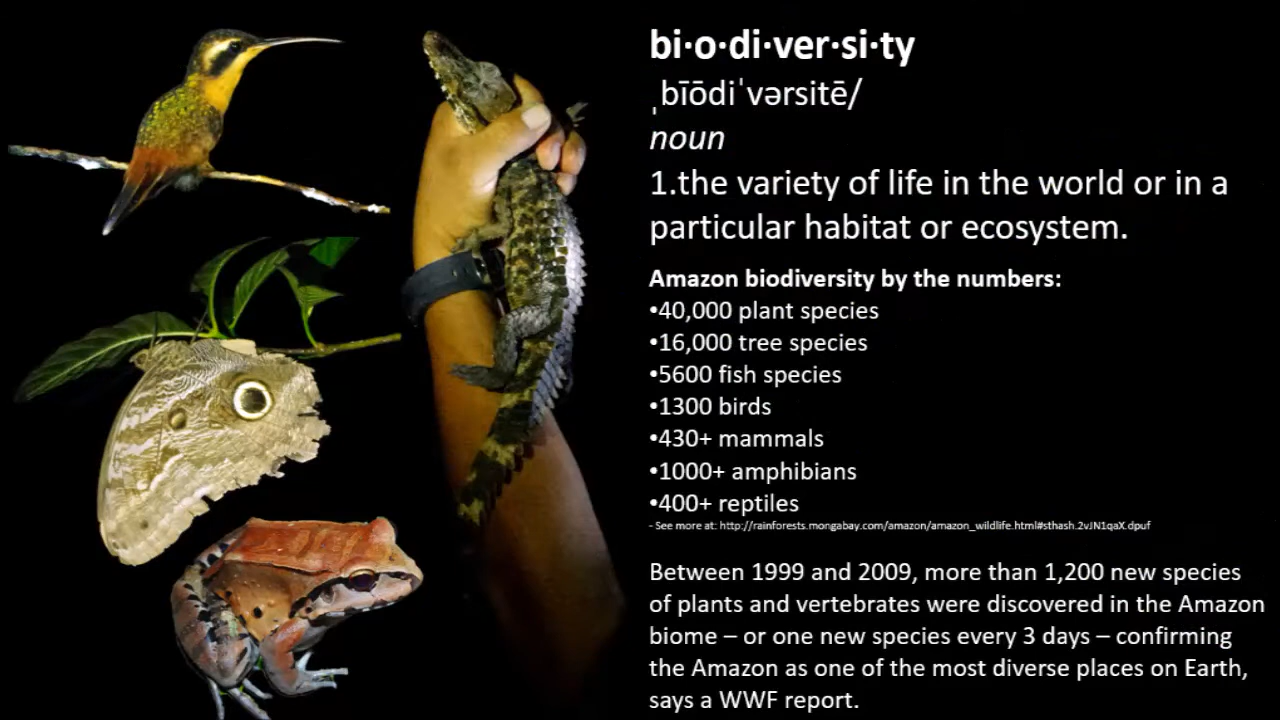 bi·o·di·ver·si·ty
ˌbīōdiˈvərsitē/
noun
1.the variety of life in the world or in a
particular habitat or ecosystem.
Amazon biodiversity by the numbers:
•40,000 plant species
•16,000 tree species
•5600 fish species
•1300 birds
•430+ mammals
•1000+ amphibians
•400+ reptiles
- See more at: http://rainforests.mongabay.com/amazon/amazon_wildlife.html#sthash.2vJN1qaX.dpuf
Between 1999 and 2009, more than 1,200 new species
of plants and vertebrates were discovered in the Amazon
biome – or one new species every 3 days – confirming
the Amazon as one of the most diverse places on Earth,
says a WWF report.